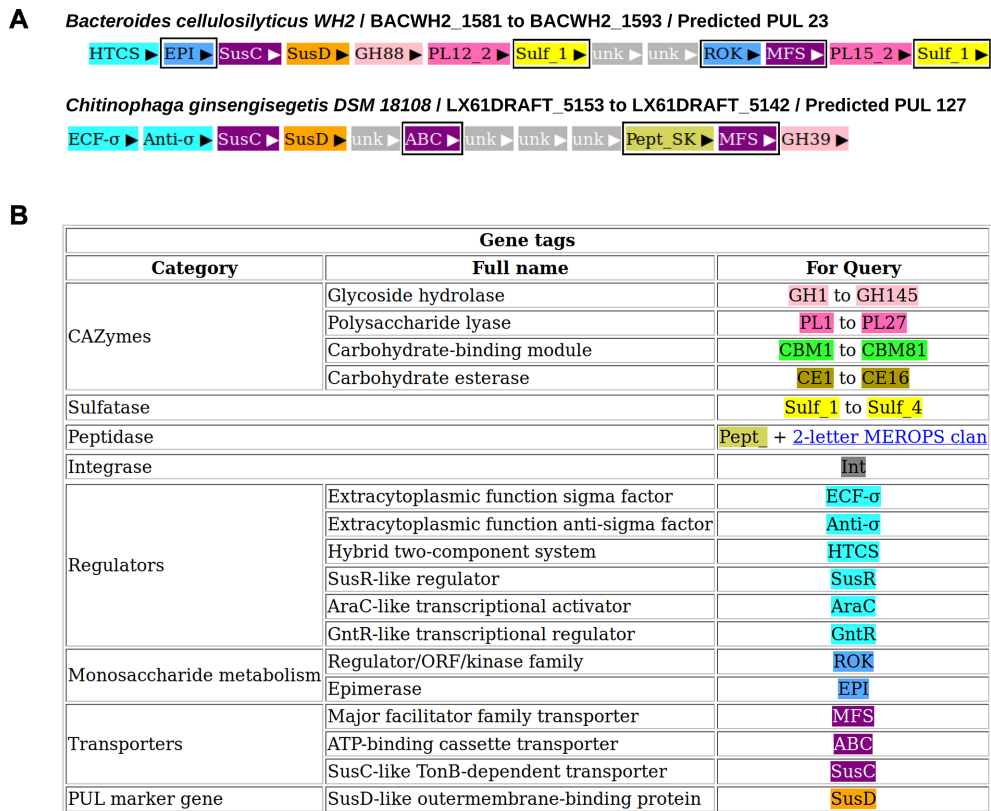 A
Bacteroides cellulosilyticus WH2 / BACWH2_1581 to BACWH2_1593 / Predicted PUL 23
HTCS ▶ EPI ▶ SusC ▶ SusD ▶ GH88 ▶ PL12_2 ▶ Sulf_1 ▶ unk ▶ unk ▶ ROK ▶ MFS ▶ PL15_2 ▶ Sulf_1 ▶
Chitinophaga ginsengisegetis DSM 18108 / LX61DRAFT_5153 to LX61DRAFT_5142 / Predicted PUL 127
ECF-σ ▶ Anti-σ ▶ SusC ▶ SusD ▶ unk ▶ ABC ▶ unk ▶ unk ▶ unk ▶ Pept_SK ▶ MFS ▶ GH39 ▶
B
Gene tags
Category Full name For Query
CAZymes
Glycoside hydrolase GH1 to GH145
Polysaccharide lyase PL1 to PL27
Carbohydrate-binding module CBM1 to CBM81
Carbohydrate esterase CE1 to CE16
Sulfatase Sulf_1 to Sulf_4
Peptidase Pept_ + 2-letter MEROPS clan
Integrase Int
Regulators
Extracytoplasmic function sigma factor ECF-σ
Extracytoplasmic function anti-sigma factor Anti-σ
Hybrid two-component system HTCS
SusR-like regulator SusR
AraC-like transcriptional activator AraC
GntR-like transcriptional regulator GntR
Monosaccharide metabolism
Regulator/ORF/kinase family ROK
Epimerase EPI
Transporters
Major facilitator family transporter MFS
ATP-binding cassette transporter ABC
SusC-like TonB-dependent transporter SusC
PUL marker gene SusD-like outermembrane-binding protein SusD